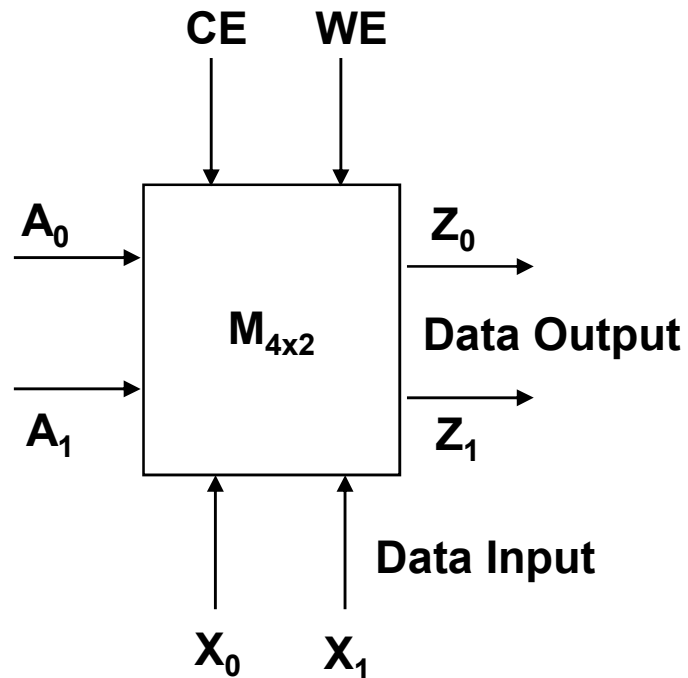 CE WE
A₀
Z₀
M₄ₓ₂
Data Output
A₁
Z₁
Data Input
X₀ X₁